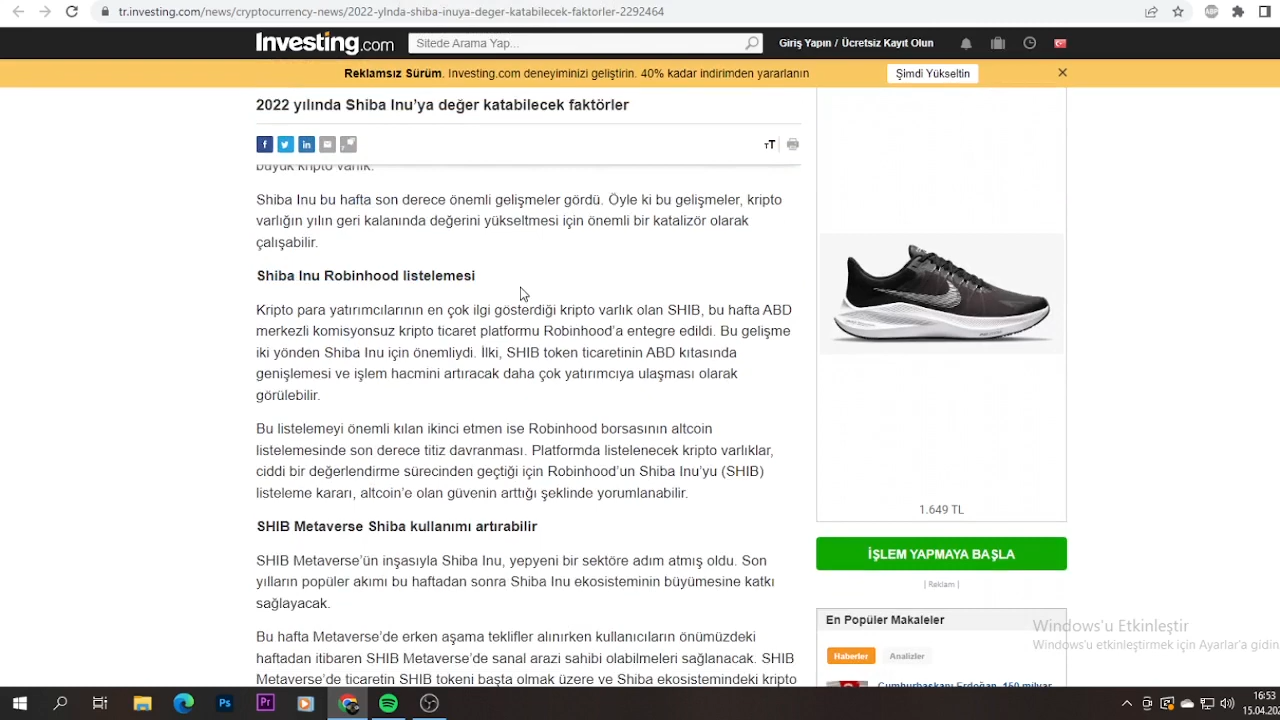 tr.investing.com/news/cryptocurrency-news/2022-ylnda-shiba-inuya-deger-katabilecek-faktorler-2292464
ABP
Investing.com
Sitede Arama Yap...
Giriş Yapın / Ücretsiz Kayıt Olun
Reklamsız Sürüm. Investing.com deneyiminizi geliştirin. 40% kadar indirimden yararlanın
Şimdi Yükseltin
2022 yılında Shiba Inu'ya değer katabilecek faktörler
büyük kripto varlık.
Shiba Inu bu hafta son derece önemli gelişmeler gördü. Öyle ki bu gelişmeler, kripto
varlığın yılın geri kalanında değerini yükseltmesi için önemli bir katalizör olarak
çalışabilir.
Shiba Inu Robinhood listelemesi
Kripto para yatırımcılarının en çok ilgi gösterdiği kripto varlık olan SHIB, bu hafta ABD
merkezli komisyonsuz kripto ticaret platformu Robinhood'a entegre edildi. Bu gelişme
iki yönden Shiba Inu için önemliydi. İlki, SHIB token ticaretinin ABD kıtasında
genişlemesi ve işlem hacmini artıracak daha çok yatırımcıya ulaşması olarak
görülebilir.
Bu listelemeyi önemli kılan ikinci etmen ise Robinhood borsasının altcoin
listelemesinde son derece titiz davranması. Platformda listelenecek kripto varlıklar,
ciddi bir değerlendirme sürecinden geçtiği için Robinhood'un Shiba Inu'yu (SHIB)
listeleme kararı, altcoin'e olan güvenin arttığı şeklinde yorumlanabilir.
SHIB Metaverse Shiba kullanımı artırabilir
SHIB Metaverse'ün inşasıyla Shiba Inu, yepyeni bir sektöre adım atmış oldu. Son
yılların popüler akımı bu haftadan sonra Shiba Inu ekosisteminin büyümesine katkı
sağlayacak.
Bu hafta Metaverse'de erken aşama teklifler alınırken kullanıcıların önümüzdeki
haftadan itibaren SHIB Metaverse'de sanal arazi sahibi olabilmeleri sağlanacak. SHIB
Metaverse'de ticaretin SHIB tokeni başta olmak üzere ve Shiba ekosistemindeki kripto
1.649 TL
İŞLEM YAPMAYA BAŞLA
| Reklam |
En Popüler Makaleler
Haberler
Analizler
Cumhurbaşkanı Erdoğan, 150 milyar
Windows'u Etkinleştir
Windows'u etkinleştirmek için Ayarlar'a gidin
Ps
Pr
16:53
15.04.202